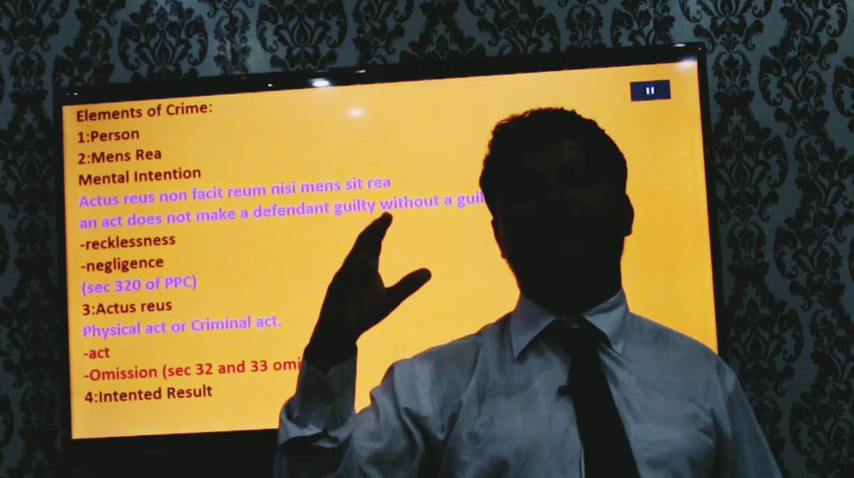 Elements of Crime:
1:Person
2:Mens Rea
Mental Intention
Actus reus non facit reum nisi mens sit rea
an act does not make a defendant guilty without a
-recklessness
-negligence
(sec 320 of PPC)
3:Actus reus
Physical act or Criminal act.
-act
-Omission (sec 32 and 33
4:Intented Result